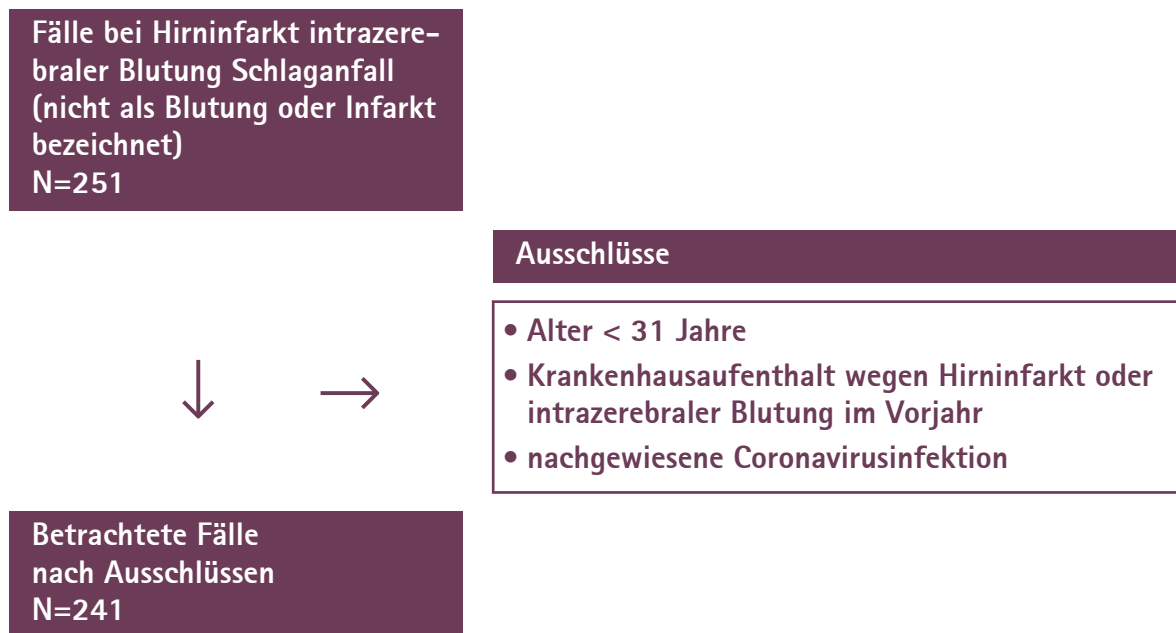 Fälle bei Hirninfarkt intrazere-
braler Blutung Schlaganfall
(nicht als Blutung oder Infarkt
bezeichnet)
N=251
Ausschlüsse
• Alter < 31 Jahre
• Krankenhausaufenthalt wegen Hirninfarkt oder
intrazerebraler Blutung im Vorjahr
• nachgewiesene Coronavirusinfektion
Betrachtete Fälle
nach Ausschlüssen
N=241